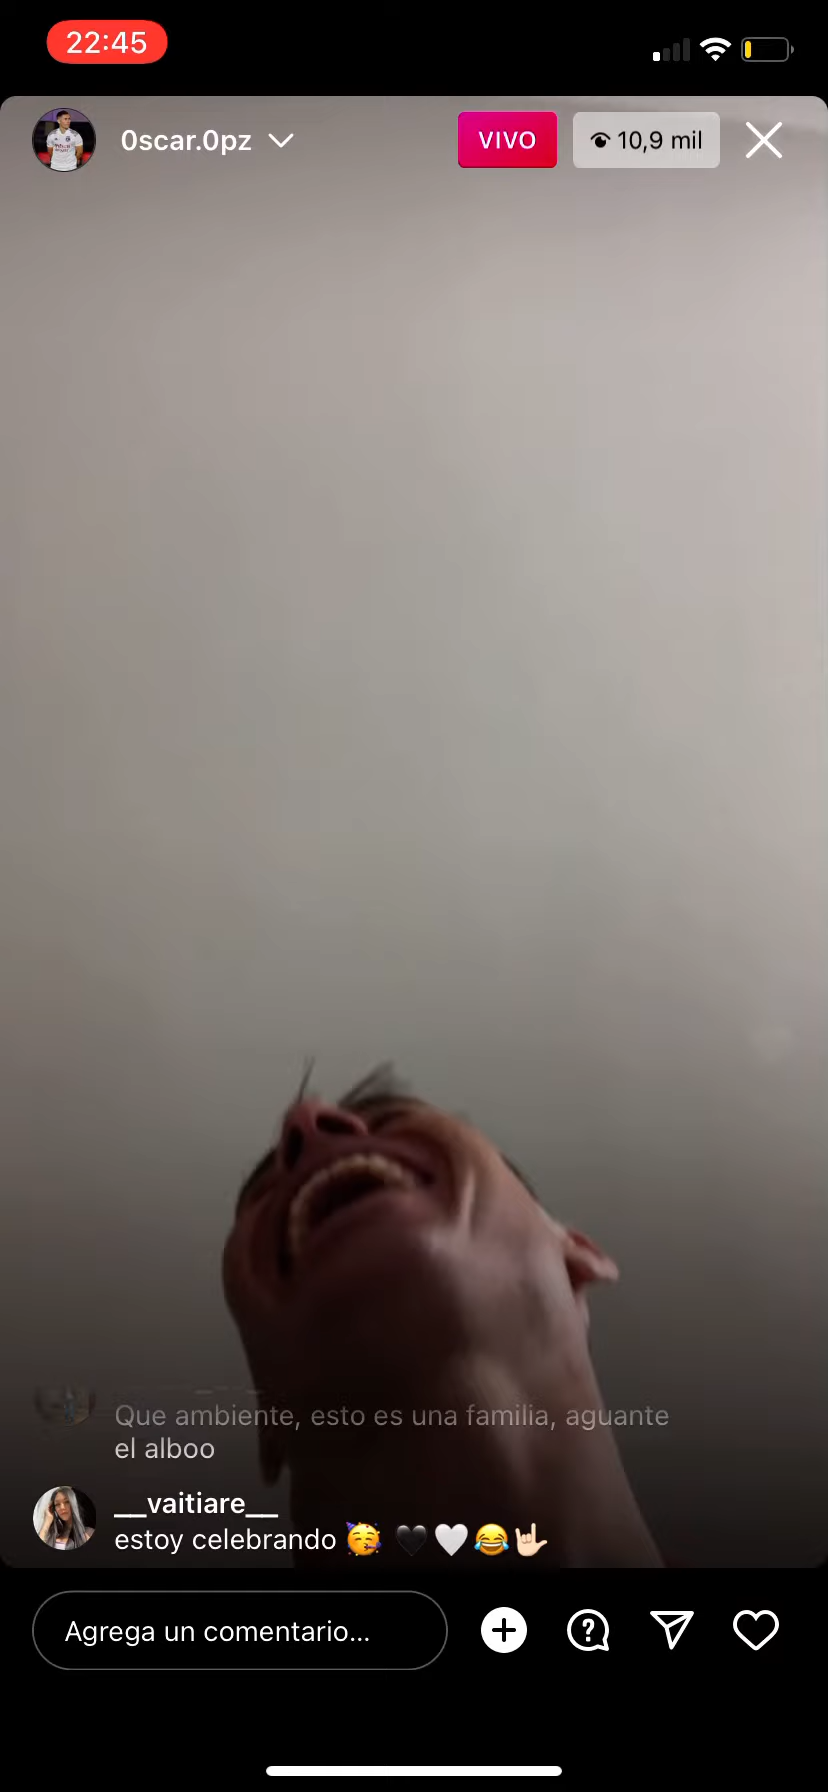 22:45
0scar.0pz
VIVO
10,9 mil
Que ambiente, esto es una familia, aguante
el alboo
__vaitiare__
estoy celebrando 🥳 🖤🤍😂🤟🏻
Agrega un comentario...